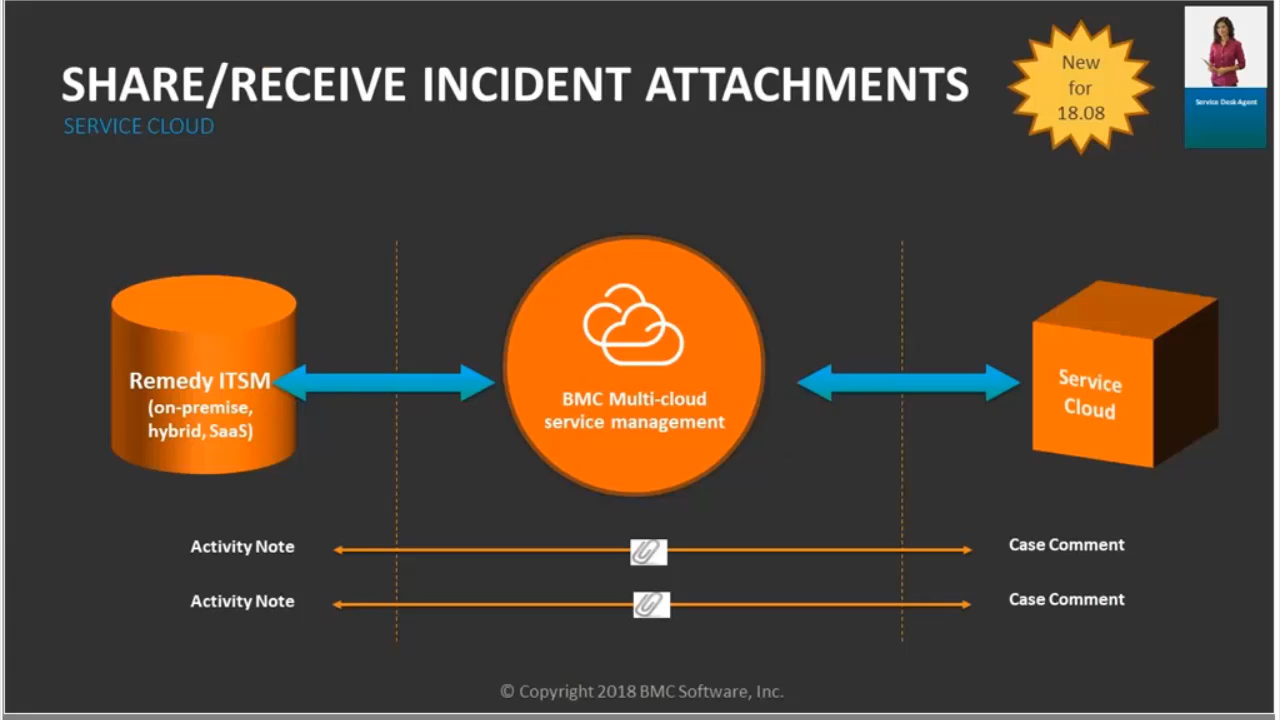 SHARE/RECEIVE INCIDENT ATTACHMENTS
SERVICE CLOUD
New
for
18.08
Service Desk Agent
Remedy ITSM
(on-premise,
hybrid, SaaS)
BMC Multi-cloud
service management
Service
Cloud
Activity Note
Case Comment
Activity Note
Case Comment
© Copyright 2018 BMC Software, Inc.